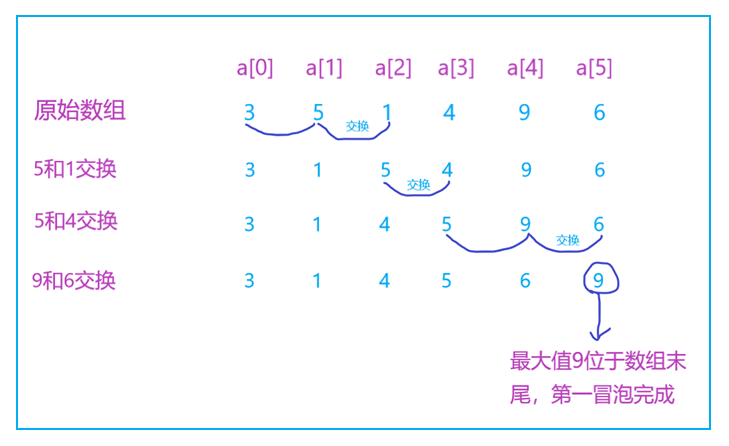 a[0] a[1] a[2] a[3] a[4] a[5]
原始数组 3 5 1 4 9 6
交换
5和1交换 3 1 5 4 9 6
交换
5和4交换 3 1 4 5 9 6
交换
9和6交换 3 1 4 5 6 9
最大值9位于数组末
尾，第一冒泡完成